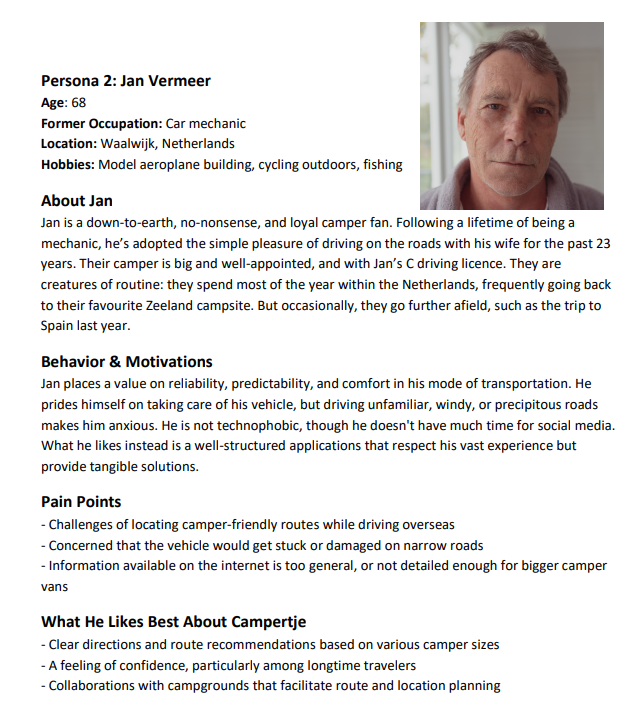 Persona 2: Jan Vermeer
Age: 68
Former Occupation: Car mechanic
Location: Waalwijk, Netherlands
Hobbies: Model aeroplane building, cycling outdoors, fishing
About Jan
Jan is a down-to-earth, no-nonsense, and loyal camper fan. Following a lifetime of being a
mechanic, he's adopted the simple pleasure of driving on the roads with his wife for the past 23
years. Their camper is big and well-appointed, and with Jan's C driving licence. They are
creatures of routine: they spend most of the year within the Netherlands, frequently going back
to their favourite Zeeland campsite. But occasionally, they go further afield, such as the trip to
Spain last year.
Behavior & Motivations
Jan places a value on reliability, predictability, and comfort in his mode of transportation. He
prides himself on taking care of his vehicle, but driving unfamiliar, windy, or precipitous roads
makes him anxious. He is not technophobic, though he doesn't have much time for social media.
What he likes instead is a well-structured applications that respect his vast experience but
provide tangible solutions.
Pain Points
- Challenges of locating camper-friendly routes while driving overseas
- Concerned that the vehicle would get stuck or damaged on narrow roads
- Information available on the internet is too general, or not detailed enough for bigger camper
vans
What He Likes Best About Campertje
- Clear directions and route recommendations based on various camper sizes
- A feeling of confidence, particularly among longtime travelers
- Collaborations with campgrounds that facilitate route and location planning